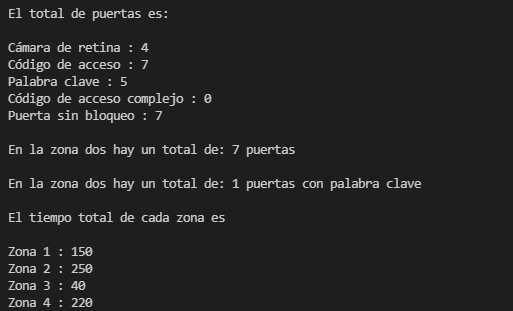 El total de puertas es:
Cámara de retina : 4
Código de acceso : 7
Palabra clave : 5
Código de acceso complejo : 0
Puerta sin bloqueo : 7
En la zona dos hay un total de: 7 puertas
En la zona dos hay un total de: 1 puertas con palabra clave
El tiempo total de cada zona es
Zona 1 : 150
Zona 2 : 250
Zona 3 : 40
Zona 4 : 220